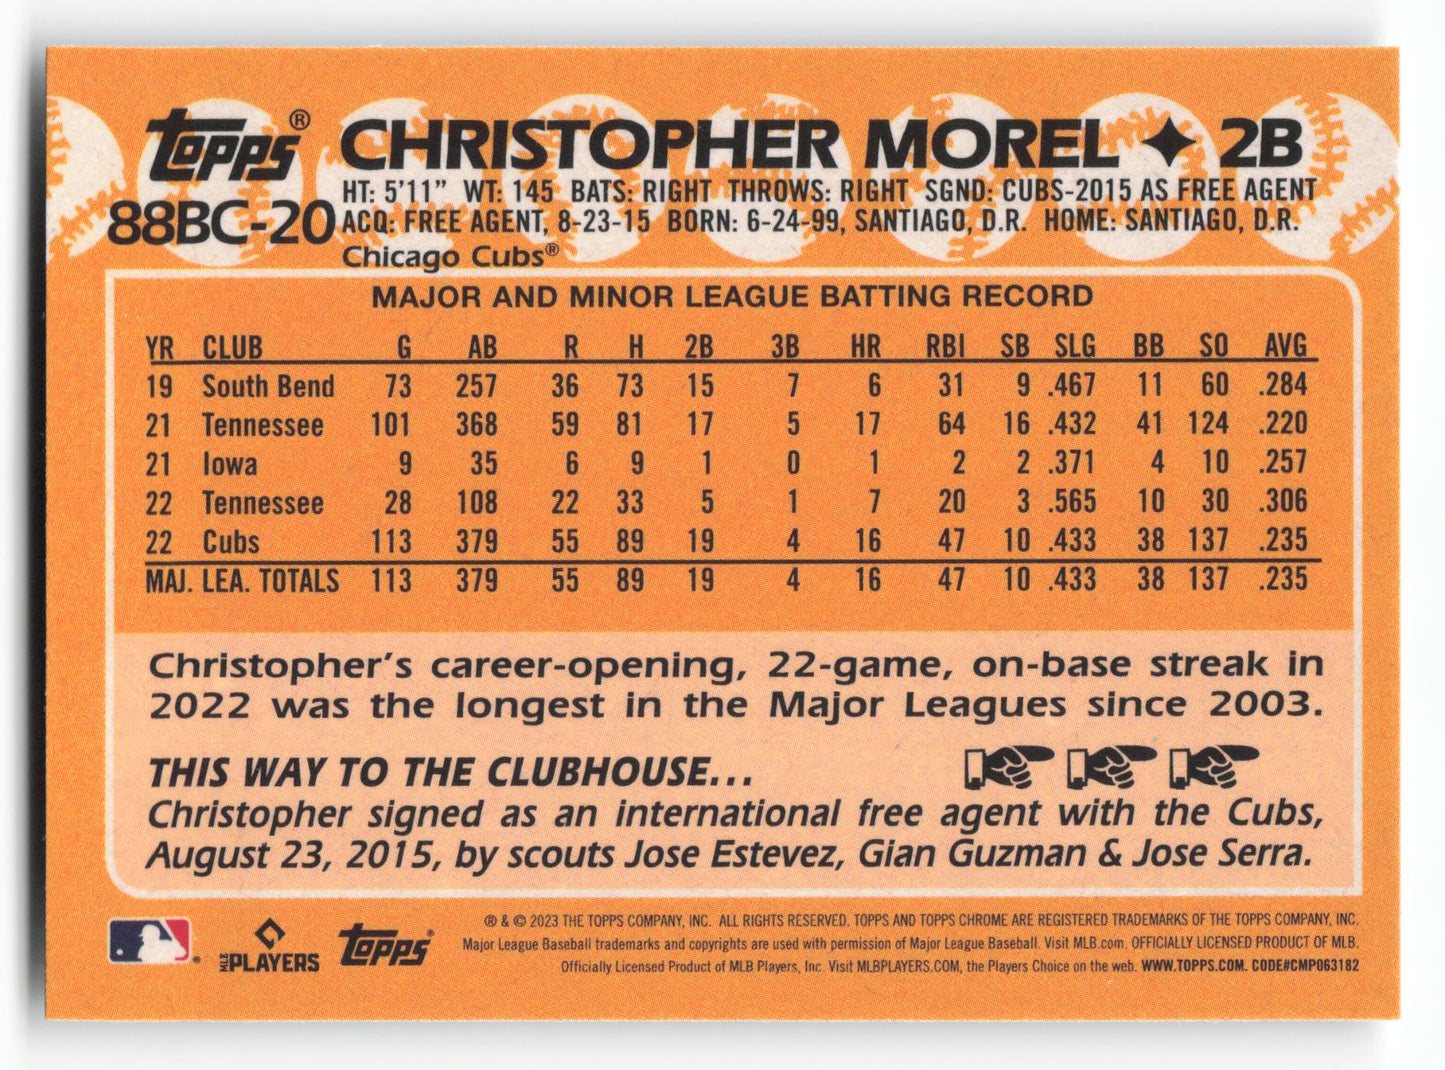 topps® CHRISTOPHER MOREL ✦ 2B
88BC-20
HT: 5'11" WT: 145 BATS: RIGHT THROWS: RIGHT SGND: CUBS-2015 AS FREE AGENT
ACQ: FREE AGENT, 8-23-15 BORN: 6-24-99, SANTIAGO, D.R. HOME: SANTIAGO, D.R.
Chicago Cubs®
MAJOR AND MINOR LEAGUE BATTING RECORD
YR CLUB G AB R H 2B 3B HR RBI SB SLG BB SO AVG
19 South Bend 73 257 36 73 15 7 6 31 9 .467 11 60 .284
21 Tennessee 101 368 59 81 17 5 17 64 16 .432 41 124 .220
21 Iowa 9 35 6 9 1 0 1 2 2 .371 4 10 .257
22 Tennessee 28 108 22 33 5 1 7 20 3 .565 10 30 .306
22 Cubs 113 379 55 89 19 4 16 47 10 .433 38 137 .235
MAJ. LEA. TOTALS 113 379 55 89 19 4 16 47 10 .433 38 137 .235
Christopher's career-opening, 22-game, on-base streak in
2022 was the longest in the Major Leagues since 2003.
THIS WAY TO THE CLUBHOUSE...
Christopher signed as an international free agent with the Cubs,
August 23, 2015, by scouts Jose Estevez, Gian Guzman & Jose Serra.
MLB PLAYERS topps®
® & © 2023 THE TOPPS COMPANY, INC. ALL RIGHTS RESERVED. TOPPS AND TOPPS CHROME ARE REGISTERED TRADEMARKS OF THE TOPPS COMPANY, INC.
Major League Baseball trademarks and copyrights are used with permission of Major League Baseball. Visit MLB.com. OFFICIALLY LICENSED PRODUCT OF MLB.
Officially Licensed Product of MLB Players, Inc. Visit MLBPLAYERS.COM, the Players Choice on the web. WWW.TOPPS.COM. CODE#CMP063182